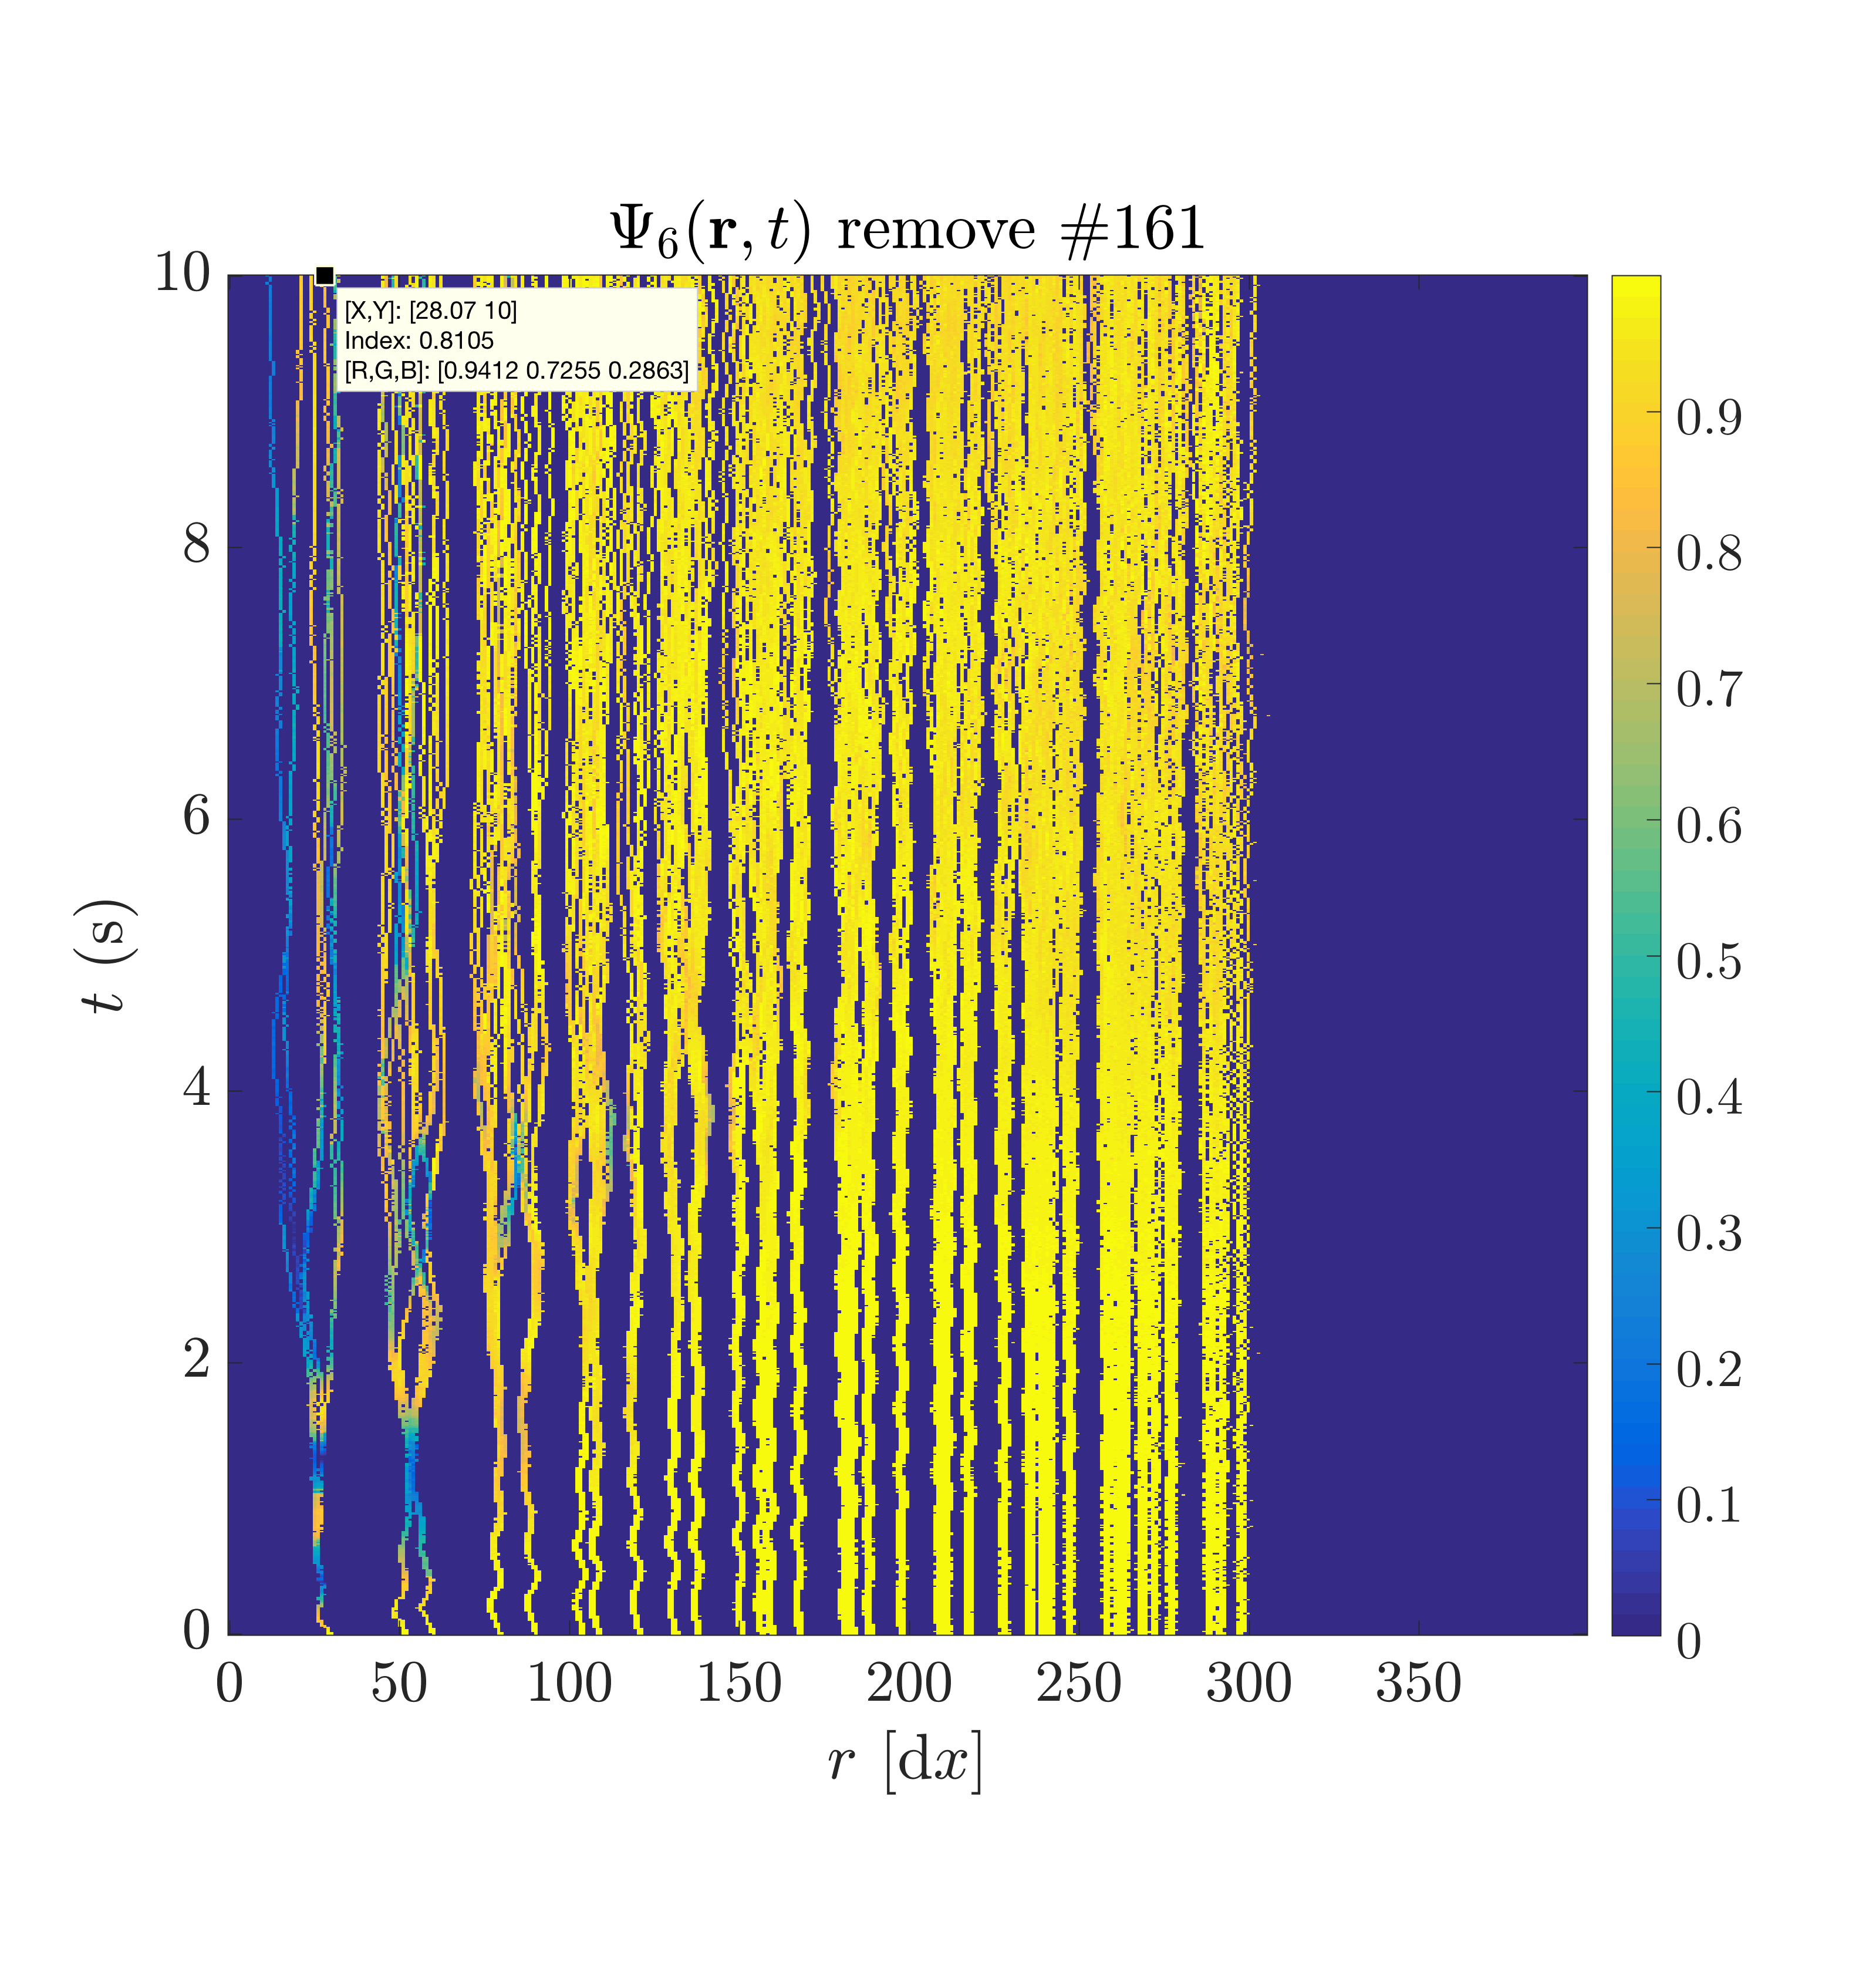 Ψ₆(r, t) remove #161
10
8
6
4
2
0
t (s)
[X,Y]: [28.07 10]
Index: 0.8105
[R,G,B]: [0.9412 0.7255 0.2863]
0 50 100 150 200 250 300 350
r [dx]
0.9
0.8
0.7
0.6
0.5
0.4
0.3
0.2
0.1
0